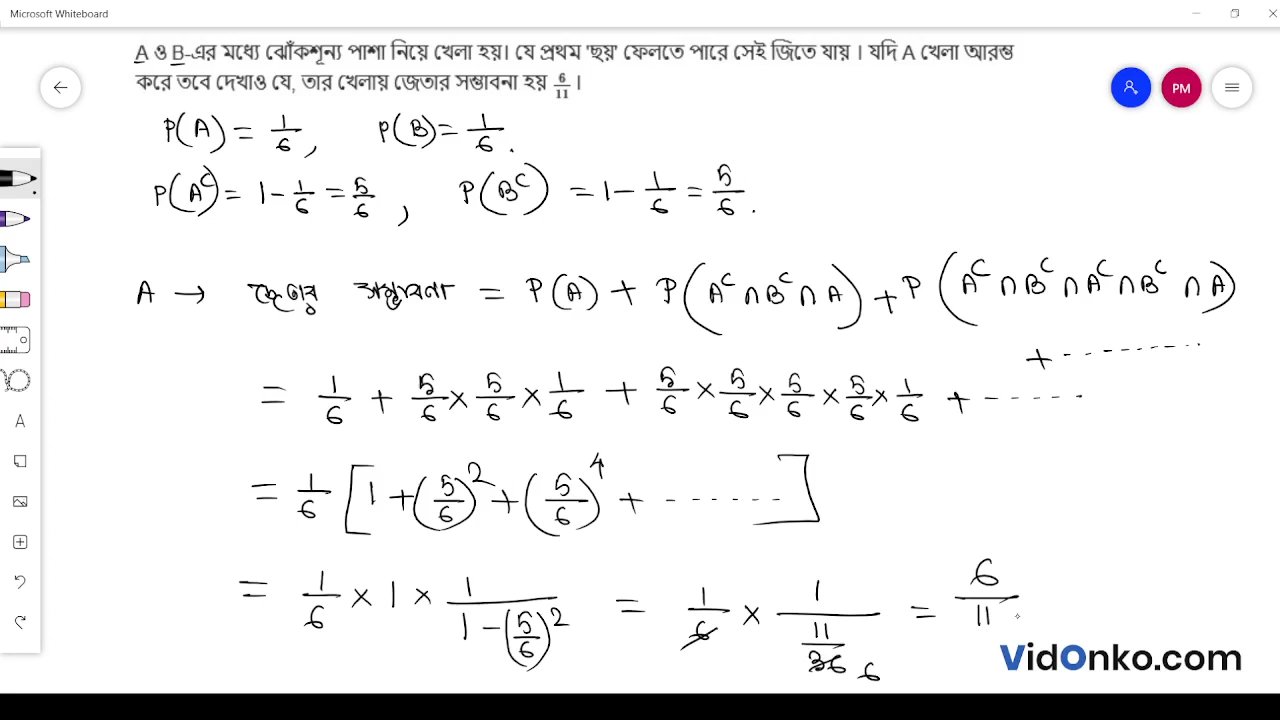 Microsoft Whiteboard
A ও B-এর মধ্যে ঝোঁকশূন্য পাশা নিয়ে খেলা হয়। যে প্রথম 'ছয়' ফেলতে পারে সেই জিতে যায়। যদি A খেলা আরম্ভ
করে তবে দেখাও যে, তার খেলায় জেতার সম্ভাবনা হয় 6/11।
PM
P(A) = 1/6, P(B) = 1/6.
P(A^c) = 1 - 1/6 = 5/6, P(B^c) = 1 - 1/6 = 5/6.
A → জেতার সম্ভাবনা = P(A) + P(A^c ∩ B^c ∩ A) + P(A^c ∩ B^c ∩ A^c ∩ B^c ∩ A)
+ ........
= 1/6 + 5/6 × 5/6 × 1/6 + 5/6 × 5/6 × 5/6 × 5/6 × 1/6 + ......
= 1/6 [1 + (5/6)^2 + (5/6)^4 + .......]
= 1/6 × 1 × 1/(1 - (5/6)^2) = 1/6 × 1/(11/36) 6 = 6/11
A
VidOnko.com